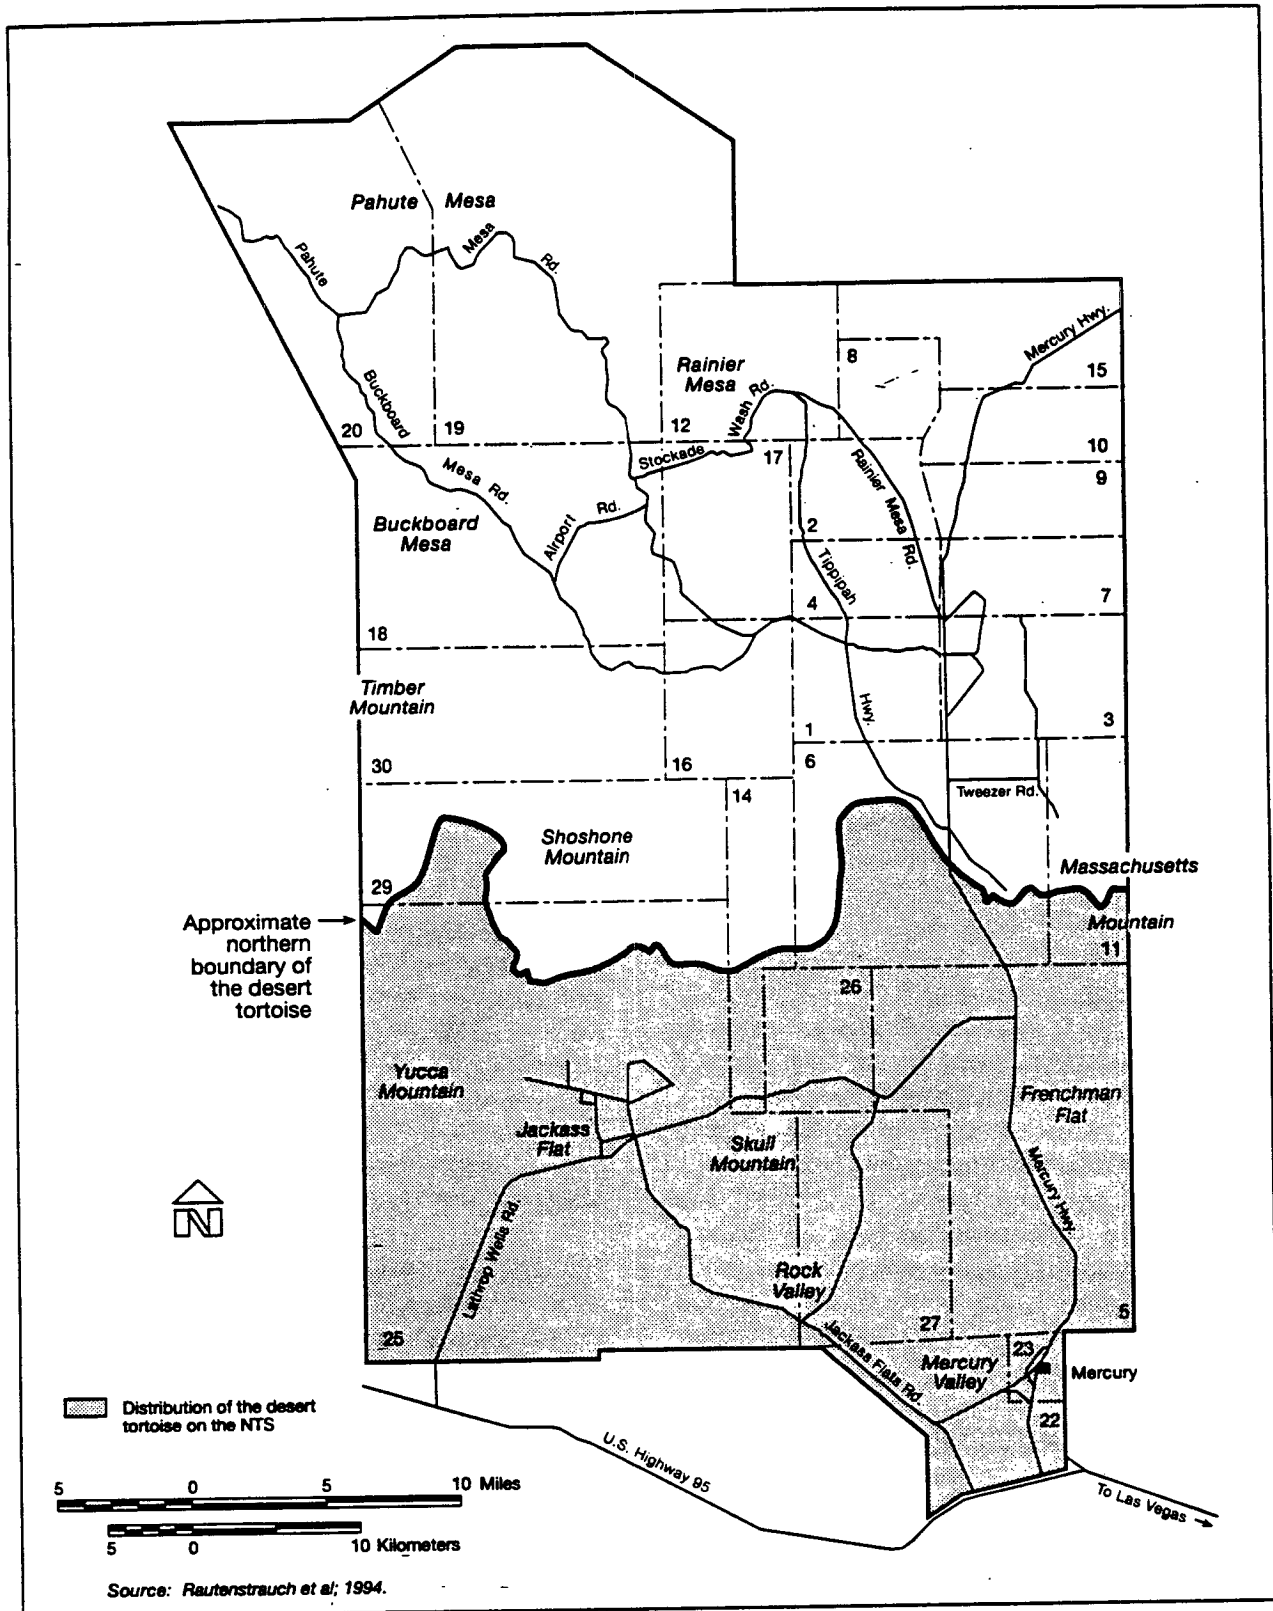 Pahute Mesa
Pahute
Mesa
Rd.
Mercury Hwy.
8
15
Rainier
Mesa
Buckboard
Wash Rd.
20
19
12
10
Stockade
17
9
Mesa Rd.
Rainier Mesa Rd.
Buckboard
Mesa
Airport Rd.
2
Tippipah
Hwy.
4
7
18
Timber
Mountain
1
3
30
16
6
14
Tweezer Rd.
Shoshone
Mountain
Massachusetts
Mountain
29
Approximate
northern
boundary of
the desert
tortoise
11
26
Yucca
Mountain
Frenchman
Flat
Jackass
Flat
Skull
Mountain
Mercury Hwy.
N
Lathrop Wells Rd.
Rock
Valley
5
25
27
Jackass Flats Rd.
23
Mercury
Valley
Mercury
22
Distribution of the desert
tortoise on the NTS
U.S. Highway 95
To Las Vegas
5 0 5 10 Miles
5 0 10 Kilometers
Source: Rautenstrauch et al; 1994.